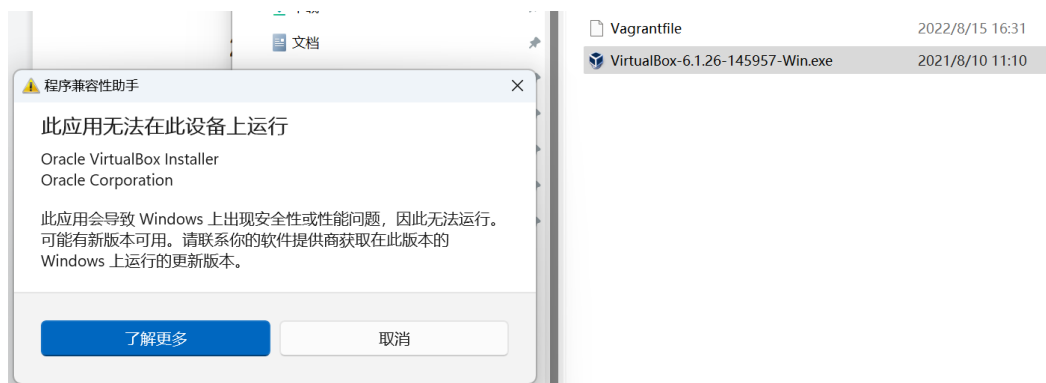 文档
程序兼容性助手
此应用无法在此设备上运行
Oracle VirtualBox Installer
Oracle Corporation
此应用会导致 Windows 上出现安全性或性能问题，因此无法运行。
可能有新版本可用。请联系你的软件提供商获取在此版本的
Windows 上运行的更新版本。
了解更多
取消
Vagrantfile 2022/8/15 16:31
VirtualBox-6.1.26-145957-Win.exe 2021/8/10 11:10